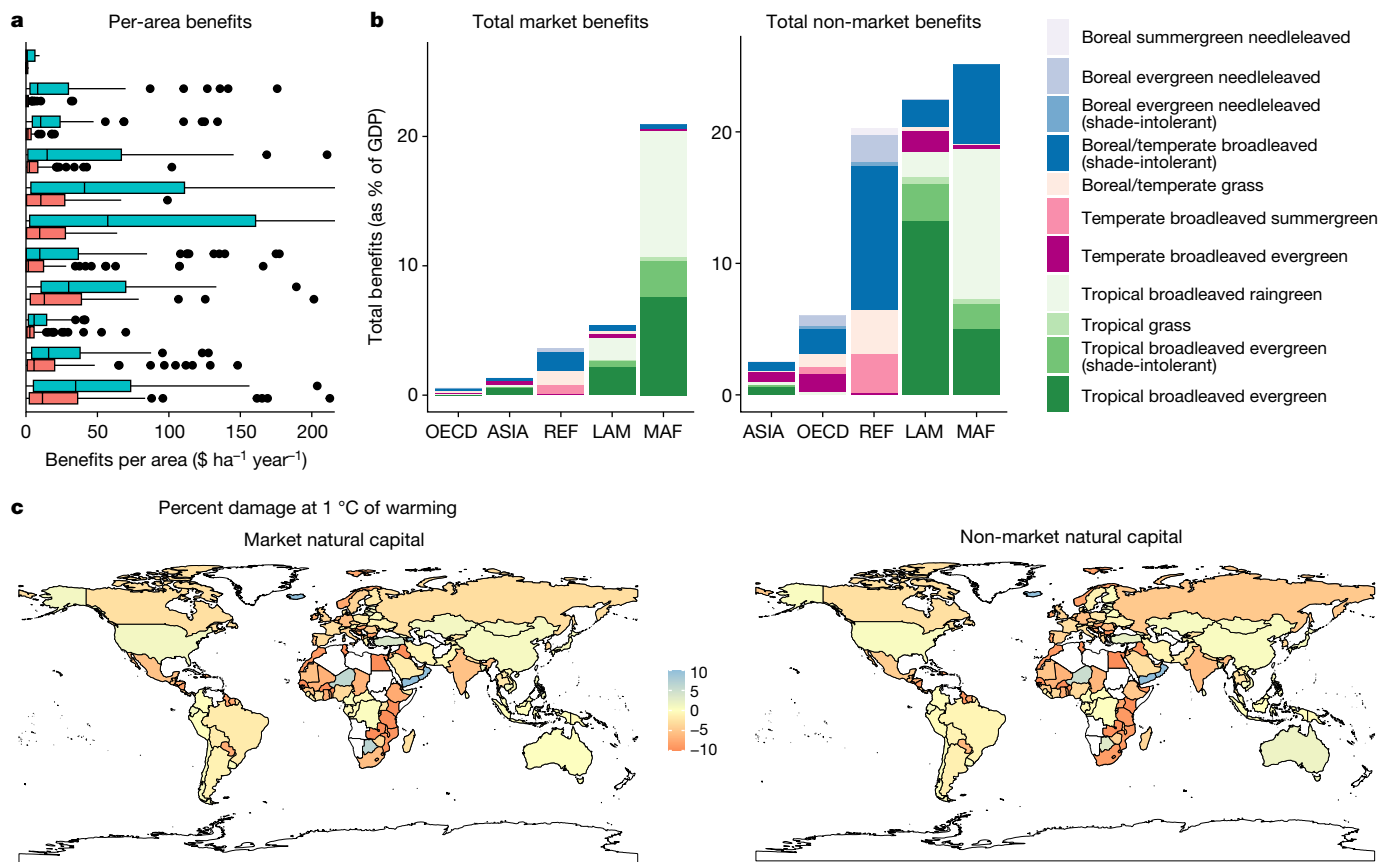 a
Per-area benefits
0
50
100
150
200
Benefits per area ($ ha⁻¹ year⁻¹)
b
Total market benefits
Total non-market benefits
Total benefits (as % of GDP)
20
10
0
OECD
ASIA
REF
LAM
MAF
20
10
0
ASIA
OECD
REF
LAM
MAF
Boreal summergreen needleleaved
Boreal evergreen needleleaved
Boreal evergreen needleleaved
(shade-intolerant)
Boreal/temperate broadleaved
(shade-intolerant)
Boreal/temperate grass
Temperate broadleaved summergreen
Temperate broadleaved evergreen
Tropical broadleaved raingreen
Tropical grass
Tropical broadleaved evergreen
(shade-intolerant)
Tropical broadleaved evergreen
c
Percent damage at 1 °C of warming
Market natural capital
Non-market natural capital
10
5
0
−5
−10